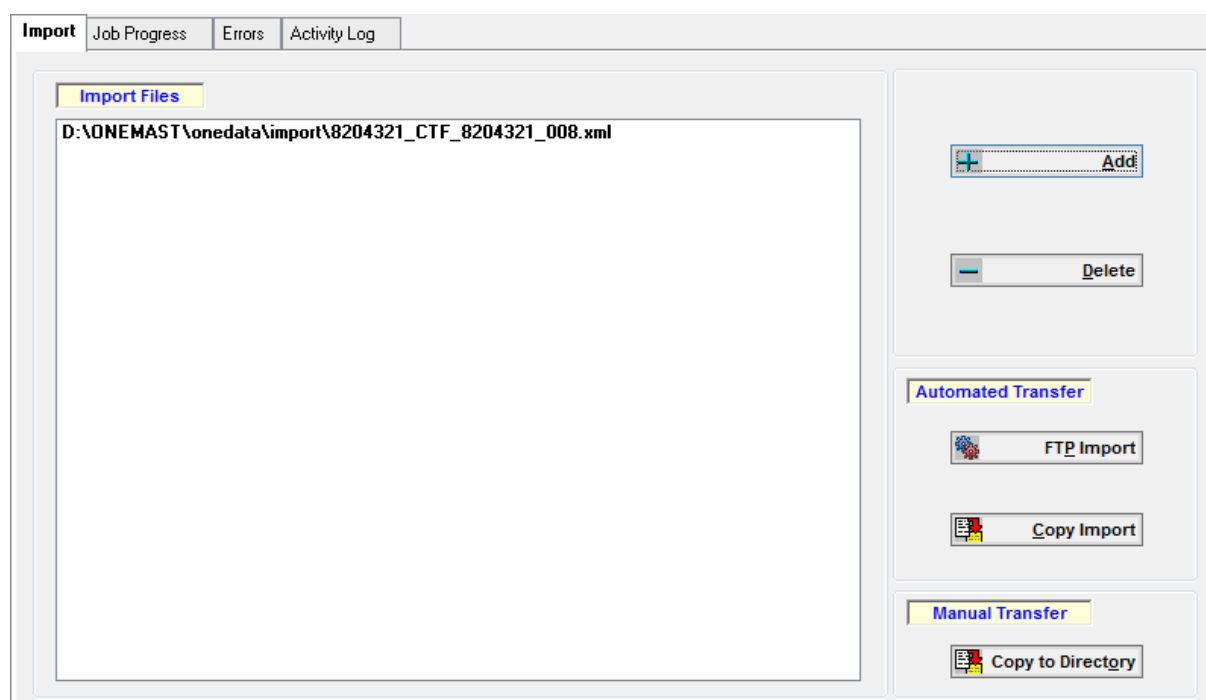 Import Job Progress Errors Activity Log
Import Files
D:\ONEMAST\onedata\import\8204321_CTF_8204321_008.xml
Add
Delete
Automated Transfer
FTP Import
Copy Import
Manual Transfer
Copy to Directory